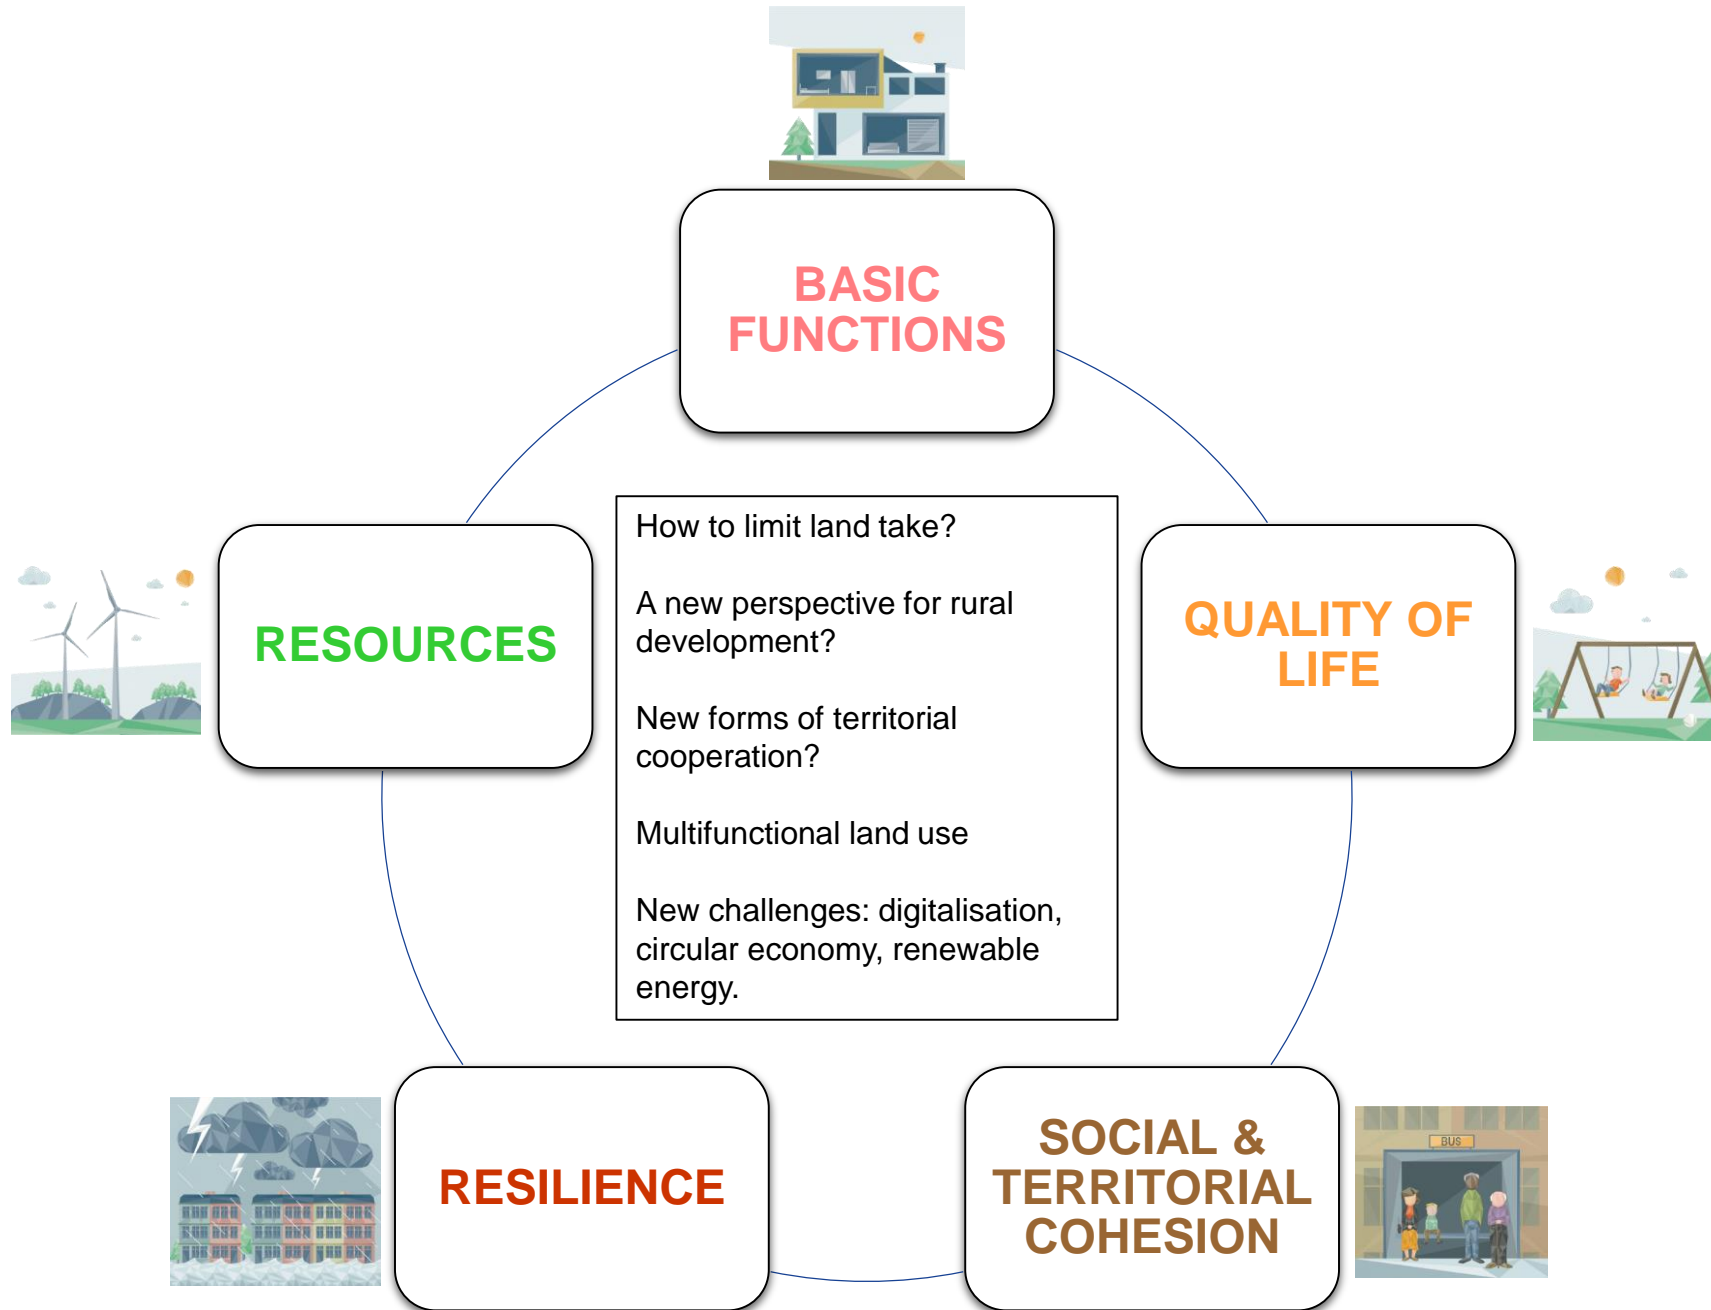 BASIC
FUNCTIONS
How to limit land take?
A new perspective for rural
development?
New forms of territorial
cooperation?
Multifunctional land use
New challenges: digitalisation,
circular economy, renewable
energy.
RESOURCES
QUALITY OF
LIFE
RESILIENCE
SOCIAL &
TERRITORIAL
COHESION
BUS